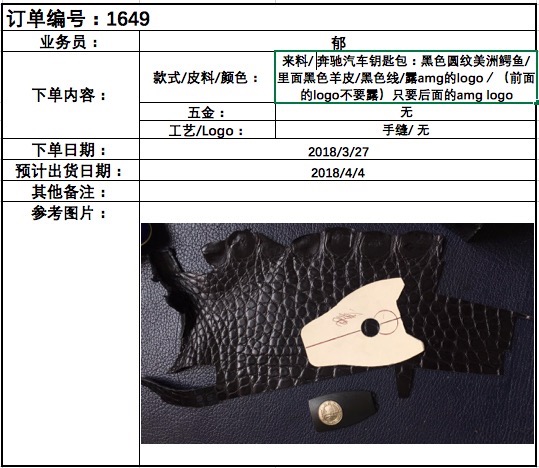 订单编号：1649
业务员：
郁
下单内容：
款式/皮料/颜色：
来料/奔驰汽车钥匙包：黑色圆纹美洲鳄鱼/
里面黑色羊皮/黑色线/露amg的logo /（前面
的logo不要露）只要后面的amg logo
五金：
无
工艺/Logo：
手缝/ 无
下单日期：
2018/3/27
预计出货日期：
2018/4/4
其他备注：
参考图片：